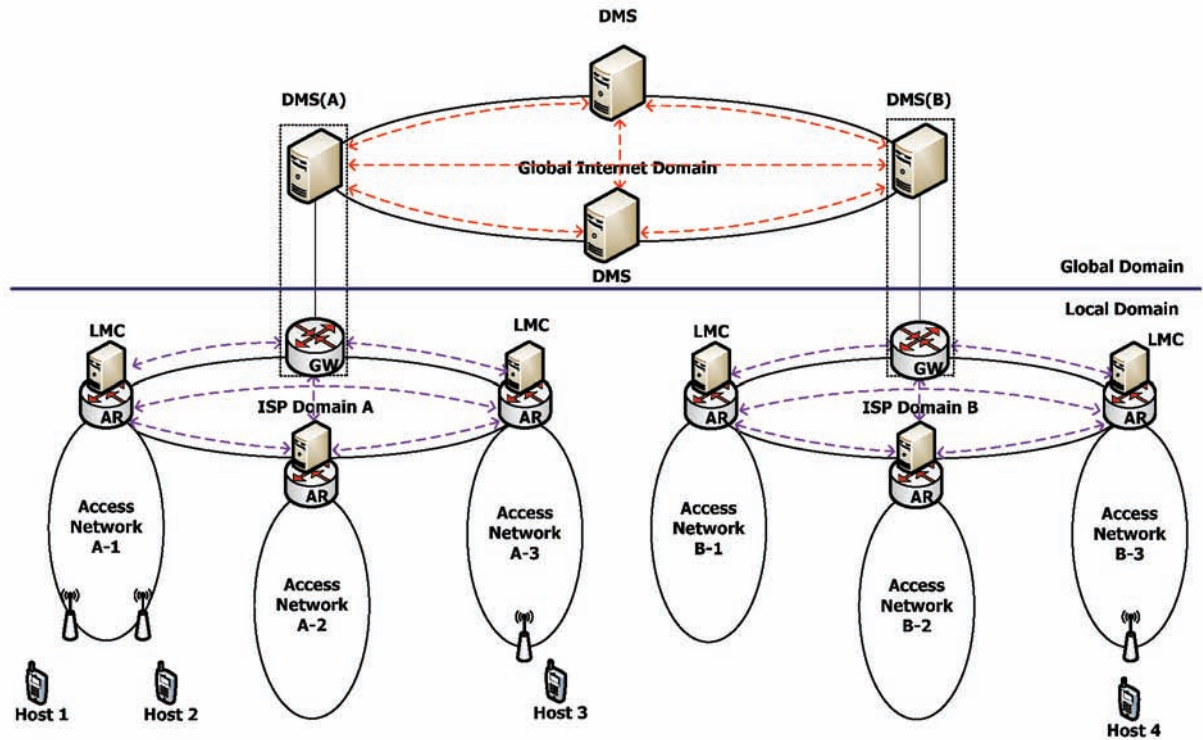 DMS
DMS(A)
DMS(B)
Global Internet Domain
DMS
Global Domain
Local Domain
LMC
LMC
LMC
LMC
GW
GW
AR
ISP Domain A
AR
AR
ISP Domain B
AR
AR
AR
Access
Network
A-1
Access
Network
A-2
Access
Network
A-3
Access
Network
B-1
Access
Network
B-2
Access
Network
B-3
Host 1
Host 2
Host 3
Host 4